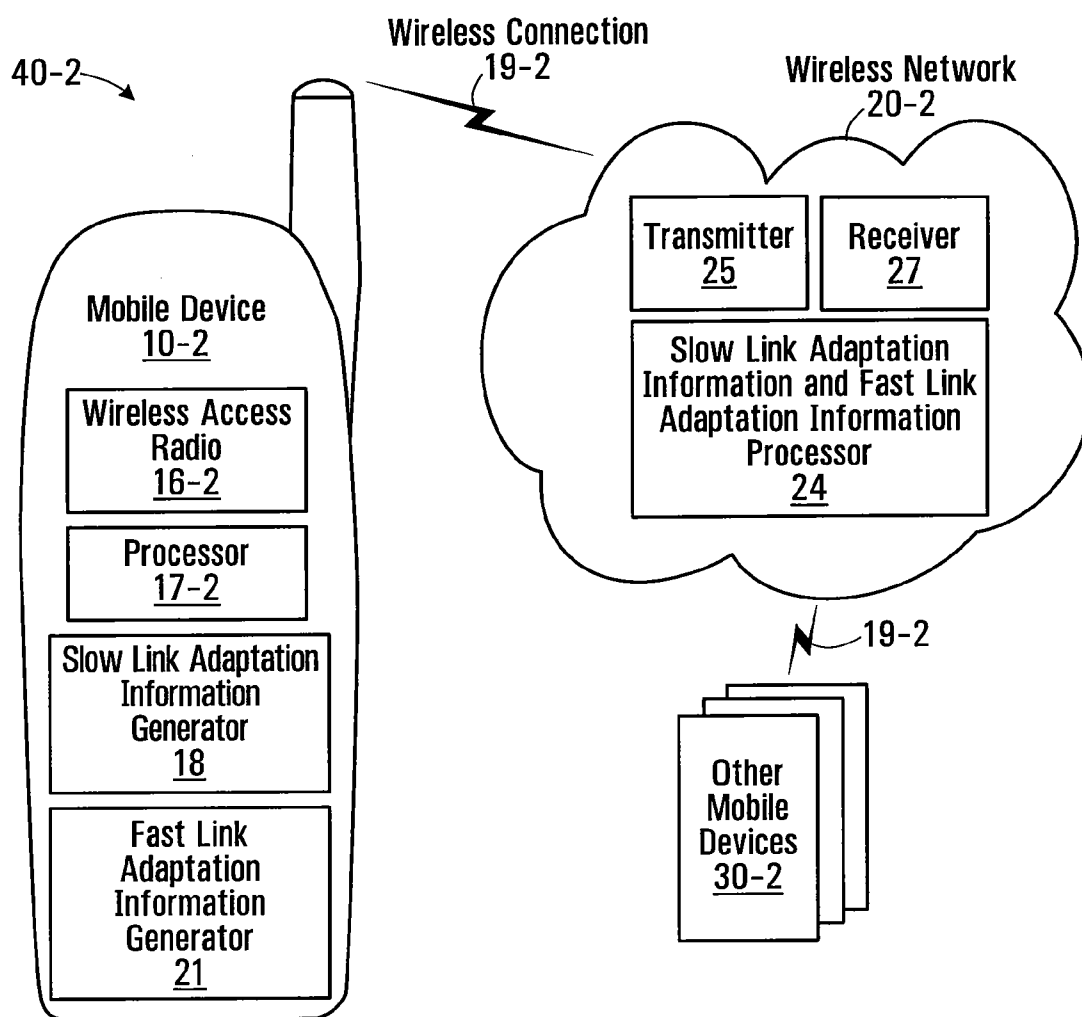 Wireless Connection
19-2
40-2
Wireless Network
20-2
Transmitter
25
Receiver
27
Slow Link Adaptation
Information and Fast Link
Adaptation Information
Processor
24
Mobile Device
10-2
Wireless Access
Radio
16-2
Processor
17-2
Slow Link Adaptation
Information
Generator
18
Fast Link
Adaptation
Information
Generator
21
19-2
Other
Mobile
Devices
30-2